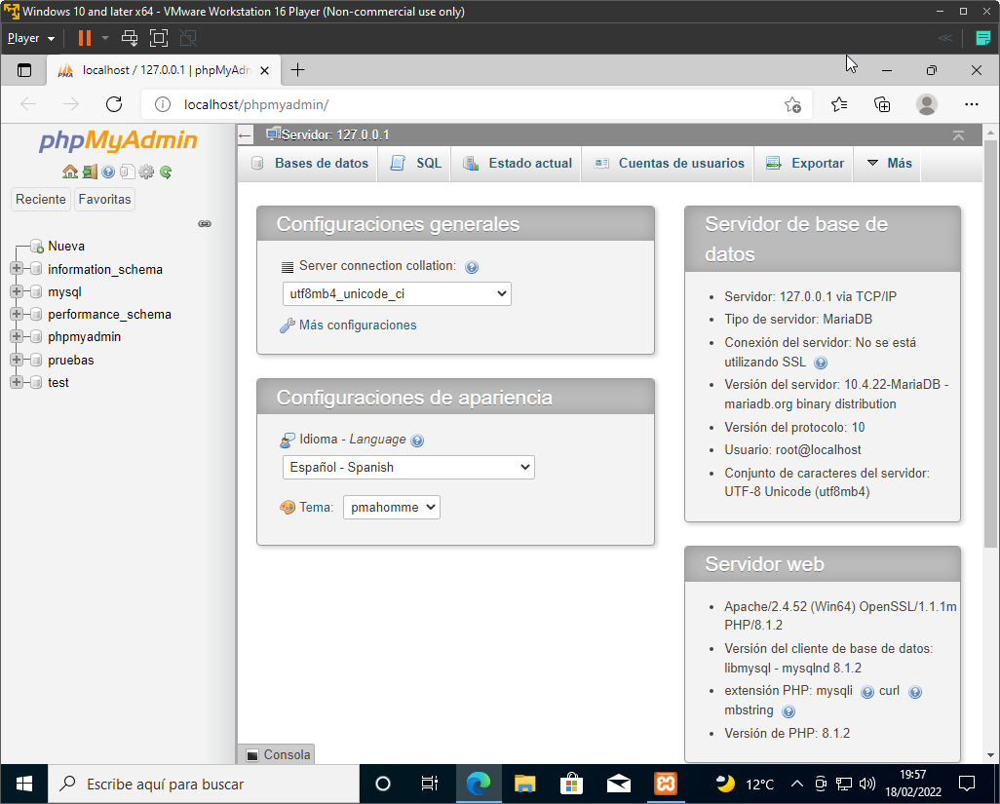 Windows 10 and later x64 - VMware Workstation 16 Player (Non-commercial use only)
Player
localhost / 127.0.0.1 | phpMyAdn
localhost/phpmyadmin/
phpMyAdmin
Reciente
Favoritas
Nueva
information_schema
mysql
performance_schema
phpmyadmin
pruebas
test
Servidor: 127.0.0.1
Bases de datos
SQL
Estado actual
Cuentas de usuarios
Exportar
Más
Configuraciones generales
Server connection collation:
utf8mb4_unicode_ci
Más configuraciones
Configuraciones de apariencia
Idioma - Language
Español - Spanish
Tema: pmahomme
Servidor de base de
datos
Servidor: 127.0.0.1 via TCP/IP
Tipo de servidor: MariaDB
Conexión del servidor: No se está
utilizando SSL
Versión del servidor: 10.4.22-MariaDB -
mariadb.org binary distribution
Versión del protocolo: 10
Usuario: root@localhost
Conjunto de caracteres del servidor:
UTF-8 Unicode (utf8mb4)
Servidor web
Apache/2.4.52 (Win64) OpenSSL/1.1.1m
PHP/8.1.2
Versión del cliente de base de datos:
libmysql - mysqlnd 8.1.2
extensión PHP: mysqli curl
mbstring
Versión de PHP: 8.1.2
Consola
Escribe aquí para buscar
12°C
19:57
18/02/2022